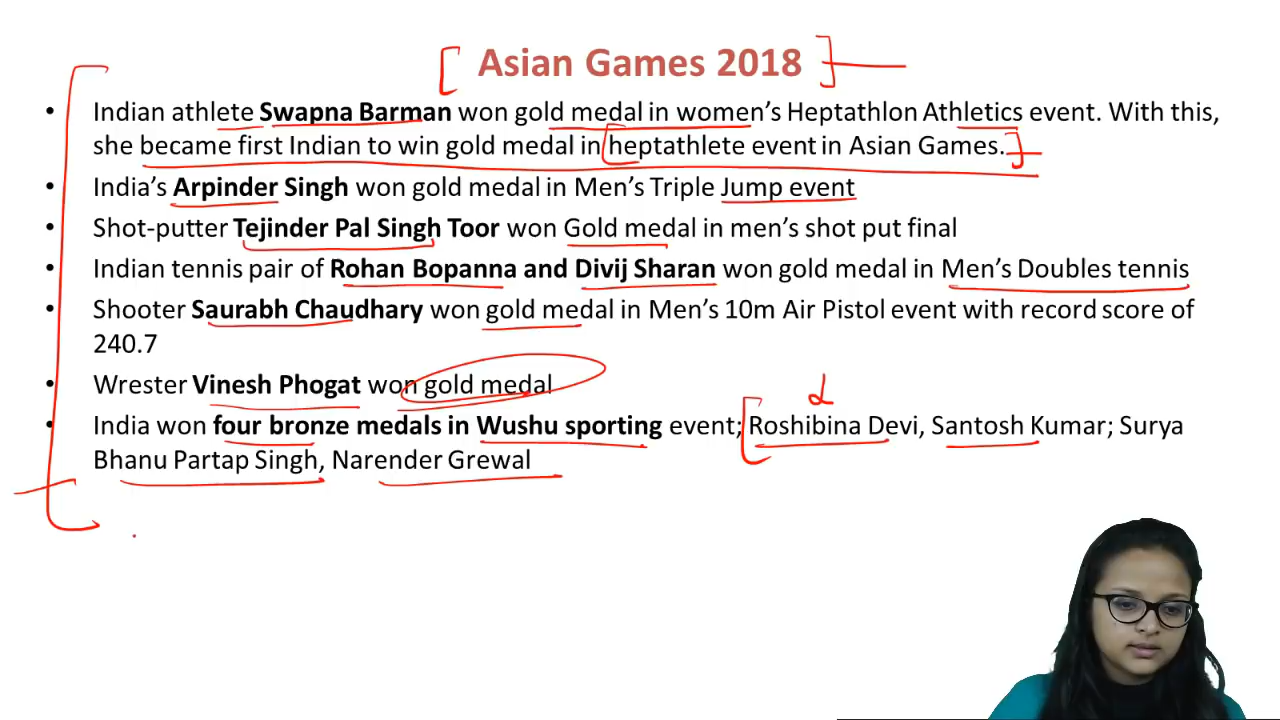 Asian Games 2018
• Indian athlete Swapna Barman won gold medal in women's Heptathlon Athletics event. With this,
she became first Indian to win gold medal in heptathlete event in Asian Games.
• India's Arpinder Singh won gold medal in Men's Triple Jump event
• Shot-putter Tejinder Pal Singh Toor won Gold medal in men's shot put final
• Indian tennis pair of Rohan Bopanna and Divij Sharan won gold medal in Men's Doubles tennis
• Shooter Saurabh Chaudhary won gold medal in Men's 10m Air Pistol event with record score of
240.7
• Wrester Vinesh Phogat won gold medal
• India won four bronze medals in Wushu sporting event; Roshibina Devi, Santosh Kumar; Surya
Bhanu Partap Singh, Narender Grewal